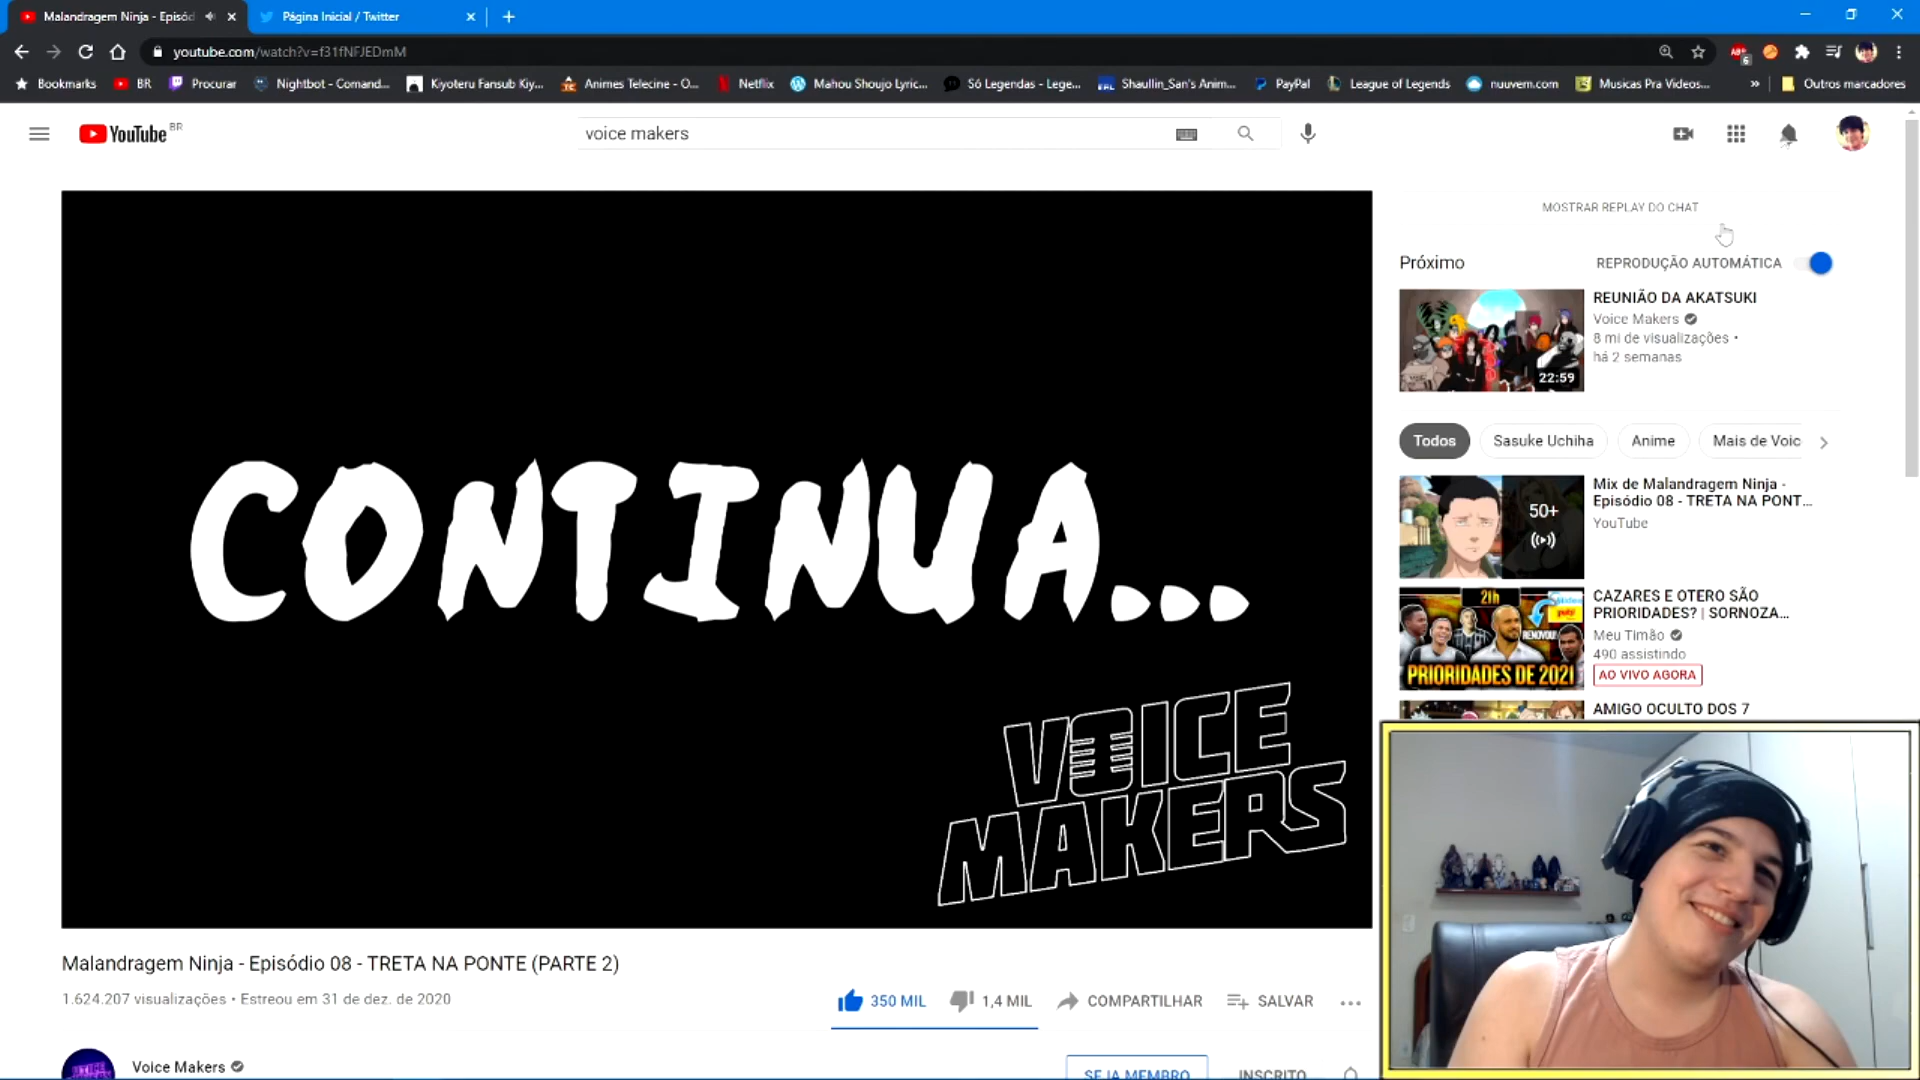 Malandragem Ninja - Episód
Página Inicial / Twitter
youtube.com/watch?v=f31fNFJEDmM
Bookmarks
BR
Procurar
Nightbot - Comand...
Kiyoteru Fansub Kiy...
Animes Telecine - O...
Netflix
Mahou Shoujo Lyric...
Só Legendas - Lege...
Shaullin_San's Anim...
PayPal
League of Legends
nuuvem.com
Musicas Pra Videos...
»
Outros marcadores
YouTube BR
voice makers
MOSTRAR REPLAY DO CHAT
Próximo
REPRODUÇÃO AUTOMÁTICA
REUNIÃO DA AKATSUKI
Voice Makers
8 mi de visualizações •
há 2 semanas
22:59
Todos
Sasuke Uchiha
Anime
Mais de Voic
50+
Mix de Malandragem Ninja -
Episódio 08 - TRETA NA PONT...
YouTube
21h
RENOVOU!
PRIORIDADES DE 2021
CAZARES E OTERO SÃO
PRIORIDADES? | SORNOZA...
Meu Timão
490 assistindo
AO VIVO AGORA
AMIGO OCULTO DOS 7
CONTINUA...
VOICE
MAKERS
Malandragem Ninja - Episódio 08 - TRETA NA PONTE (PARTE 2)
1.624.207 visualizações • Estreou em 31 de dez. de 2020
350 MIL
1,4 MIL
COMPARTILHAR
SALVAR
Voice Makers
SEJA MEMBRO
INSCRITO